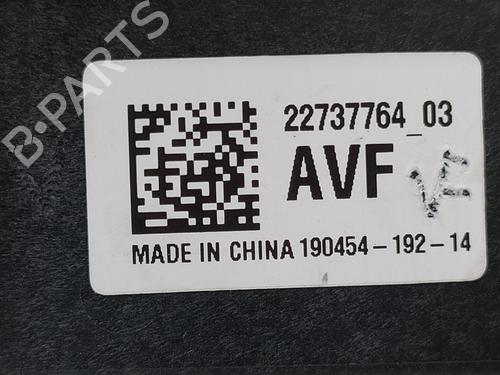 B-PARTS
22737764_03
AVF
MADE IN CHINA 190454-192-14